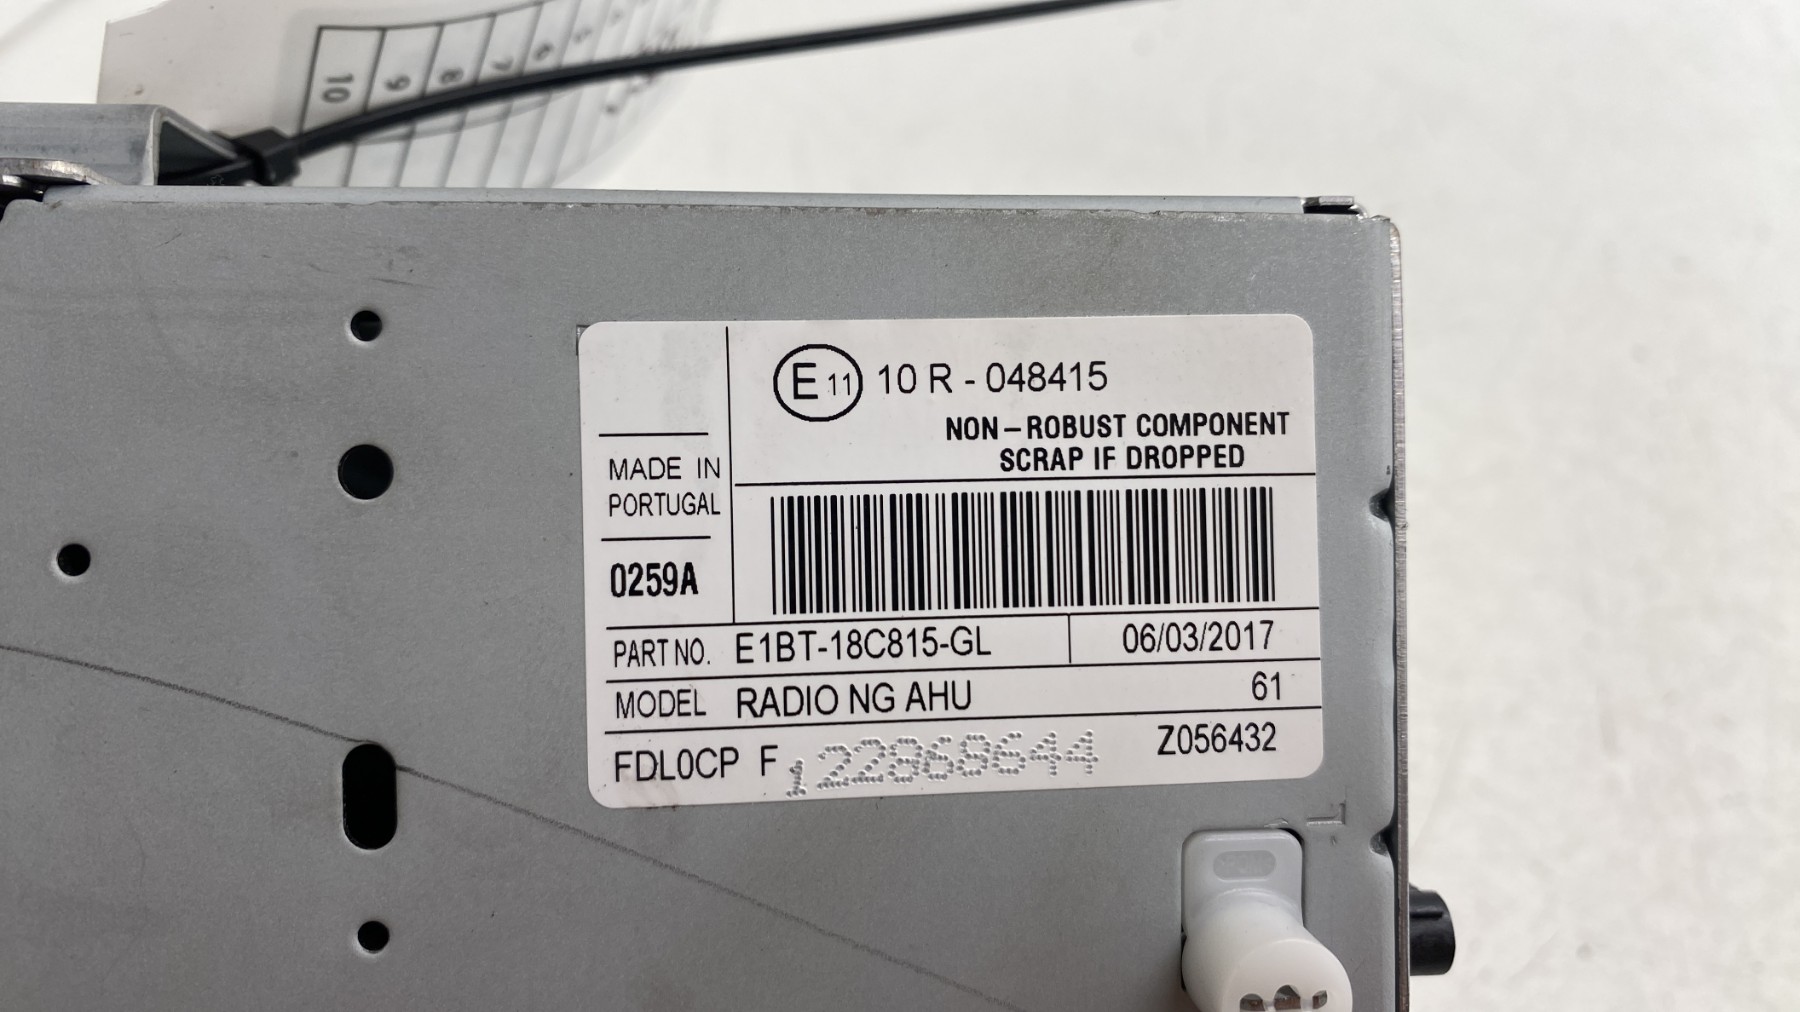 10 9 8 7 6
E 11 10 R - 048415
NON-ROBUST COMPONENT
SCRAP IF DROPPED
MADE IN
PORTUGAL
0259A
PART NO. E1BT-18C815-GL 06/03/2017
MODEL RADIO NG AHU 61
FDL0CP F 122868644 Z056432